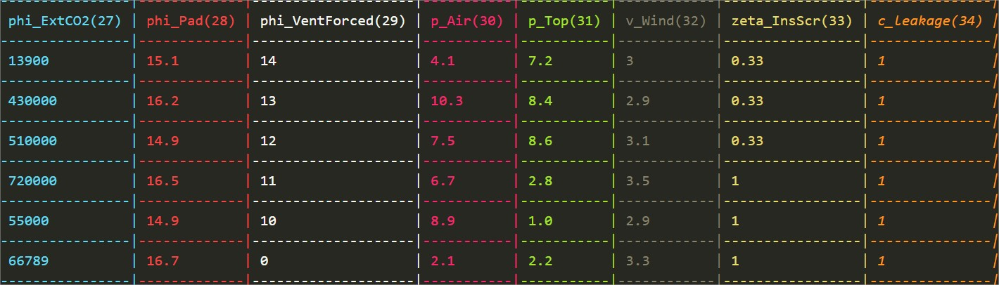 phi_ExtCO2(27) | phi_Pad(28) | phi_VentForced(29) | p_Air(30) | p_Top(31) | v_Wind(32) | zeta_InsScr(33) | c_leakage(34) |
13900 | 15.1 | 14 | 4.1 | 7.2 | 3 | 0.33 | 1 |
430000 | 16.2 | 13 | 10.3 | 8.4 | 2.9 | 0.33 | 1 |
510000 | 14.9 | 12 | 7.5 | 8.6 | 3.1 | 0.33 | 1 |
720000 | 16.5 | 11 | 6.7 | 2.8 | 3.5 | 1 | 1 |
55000 | 14.9 | 10 | 8.9 | 1.0 | 2.9 | 1 | 1 |
66789 | 16.7 | 0 | 2.1 | 2.2 | 3.3 | 1 | 1 |